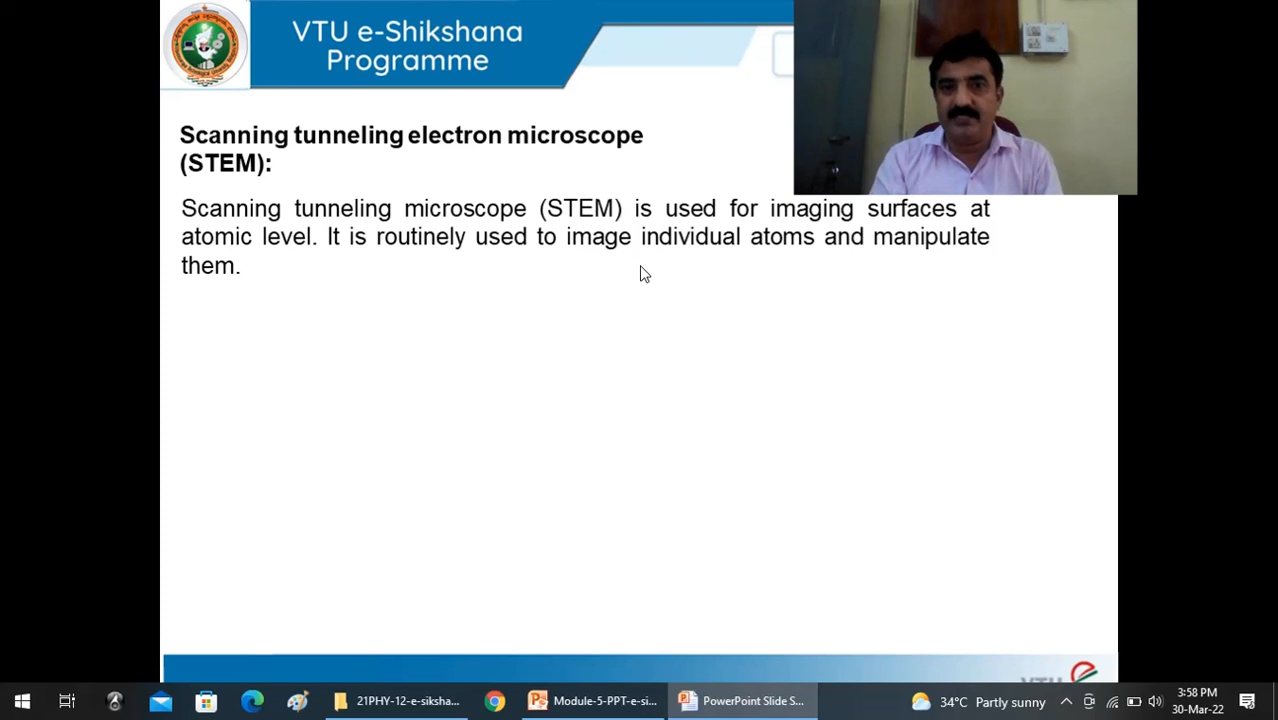 VTU e-Shikshana
Programme
Scanning tunneling electron microscope
(STEM):
Scanning tunneling microscope (STEM) is used for imaging surfaces at
atomic level. It is routinely used to image individual atoms and manipulate
them.
VTU
21PHY-12-e-siksha...
Module-5-PPT-e-si...
PowerPoint Slide S...
34°C Partly sunny
3:58 PM
30-Mar-22